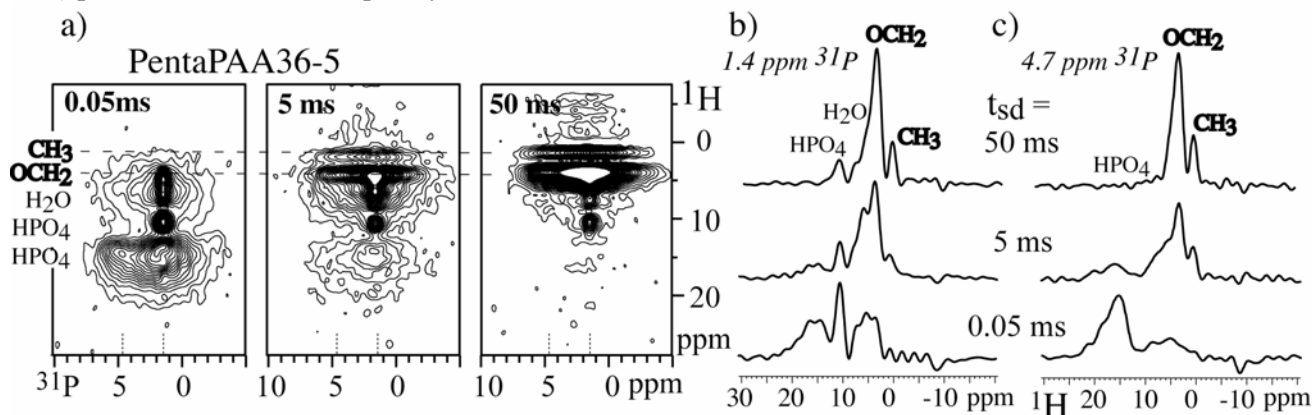 a)
PentaPAA36-5
0.05ms
5 ms
50 ms
1H
0
10
20
ppm
CH3
OCH2
H2O
HPO4
HPO4
31P 5 0
10 5 0
10 5 0 ppm
b)
1.4 ppm 31P
OCH2
H2O
HPO4
CH3
30 20 10 0 -10 ppm
c)
4.7 ppm 31P
OCH2
CH3
HPO4
tsd =
50 ms
5 ms
0.05 ms
1H 20 10 0 -10 ppm